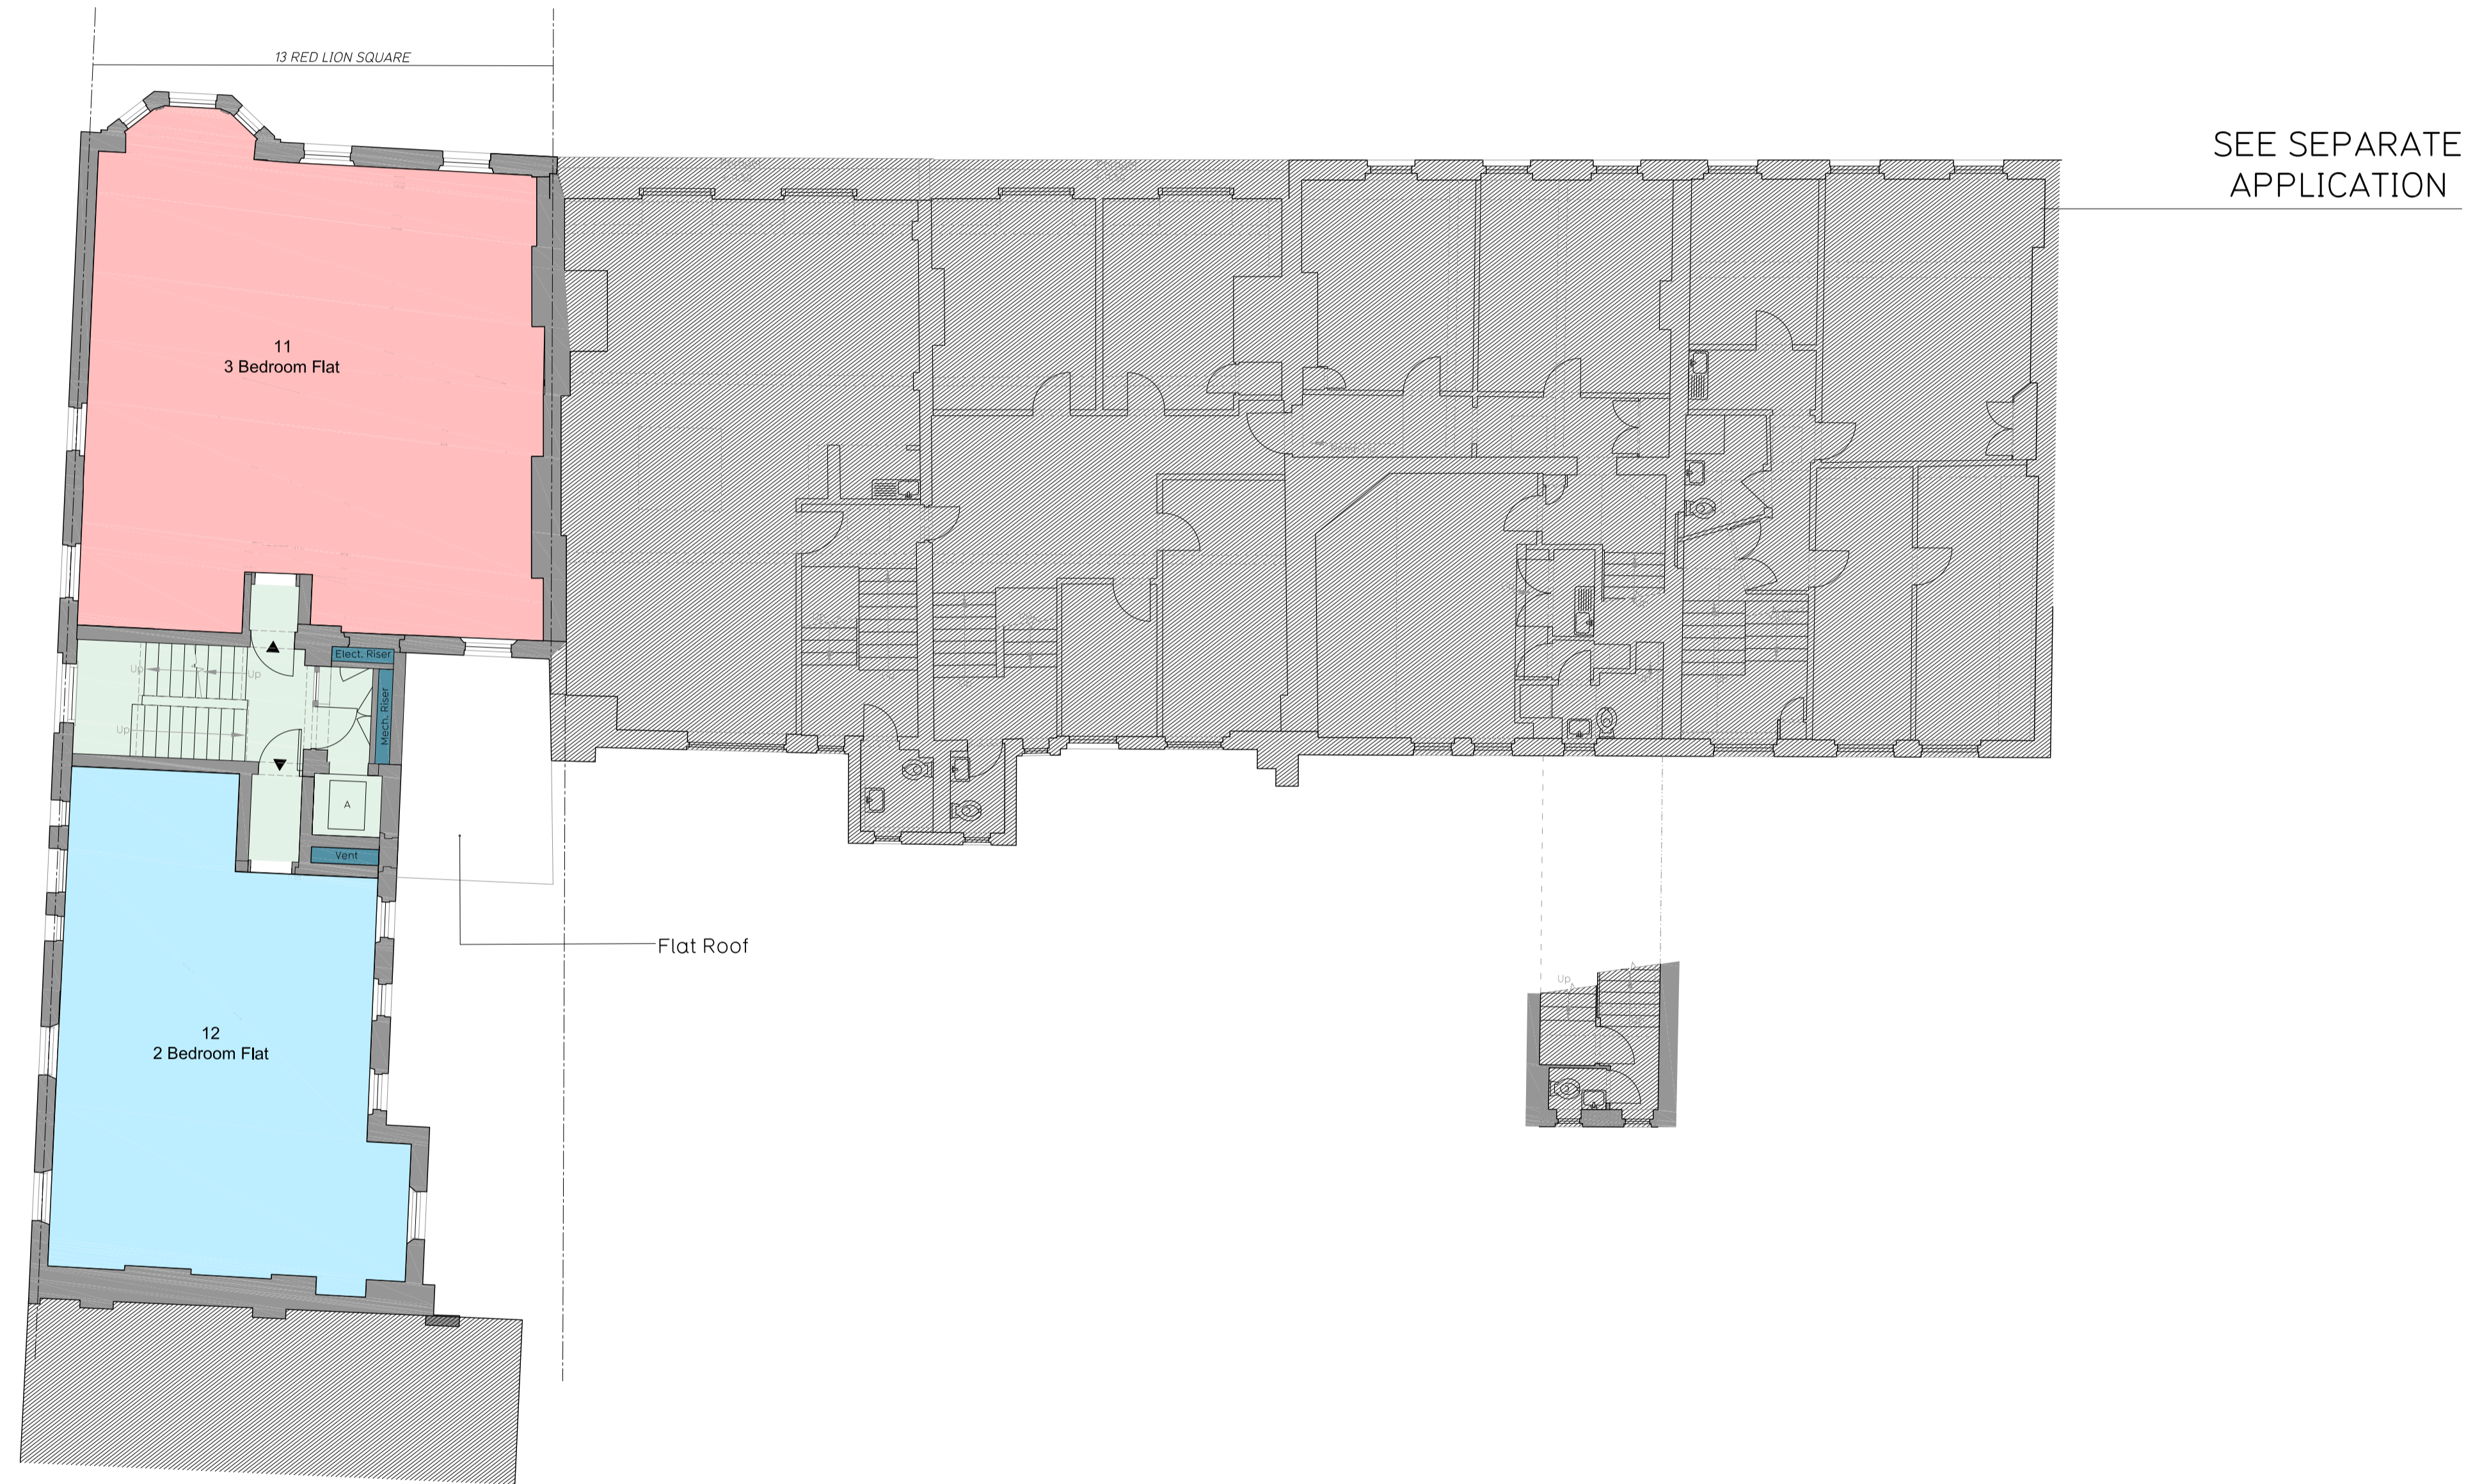 13 RED LION SQUARE
SEE SEPARATE
APPLICATION
11
3 Bedroom Flat
Elect. Riser
Mech. Riser
Up
Up
Up
A
Vent
Flat Roof
12
2 Bedroom Flat
Up